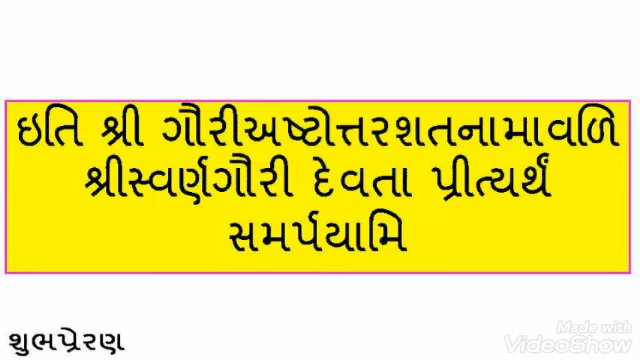 ઇતિ શ્રી ગૌરીઅષ્ટોત્તરશતનામાવળિ
શ્રીસ્વર્ણગૌરી દેવતા પ્રીત્યર્થં
સમર્પયામિ
શુભપ્રેરણ
Made with
VideoShow